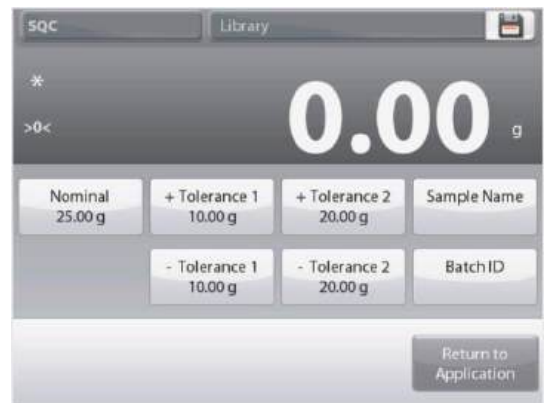 SQC
Library
*
>0<
0.00 g
Nominal
25.00 g
+ Tolerance 1
10.00 g
+ Tolerance 2
20.00 g
Sample Name
- Tolerance 1
10.00 g
- Tolerance 2
20.00 g
Batch ID
Return to
Application